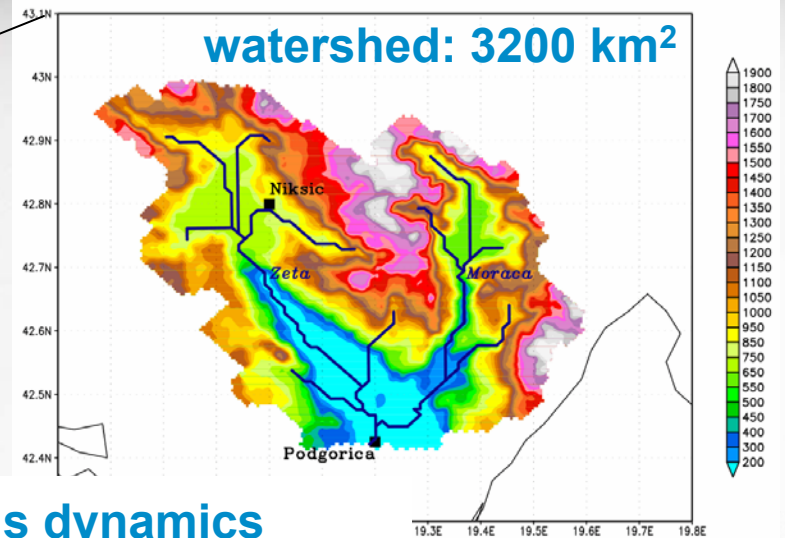 watershed: 3200 km²
43.1N
43N
42.9N
42.8N
42.7N
42.6N
42.5N
42.4N
Niksic
Zeta
Moraca
Podgorica
1900
1800
1750
1700
1600
1550
1500
1450
1400
1350
1300
1250
1200
1150
1100
1050
1000
950
850
750
650
550
500
450
400
300
200
19.3E 19.4E 19.5E 19.6E 19.7E 19.8E
s dynamics